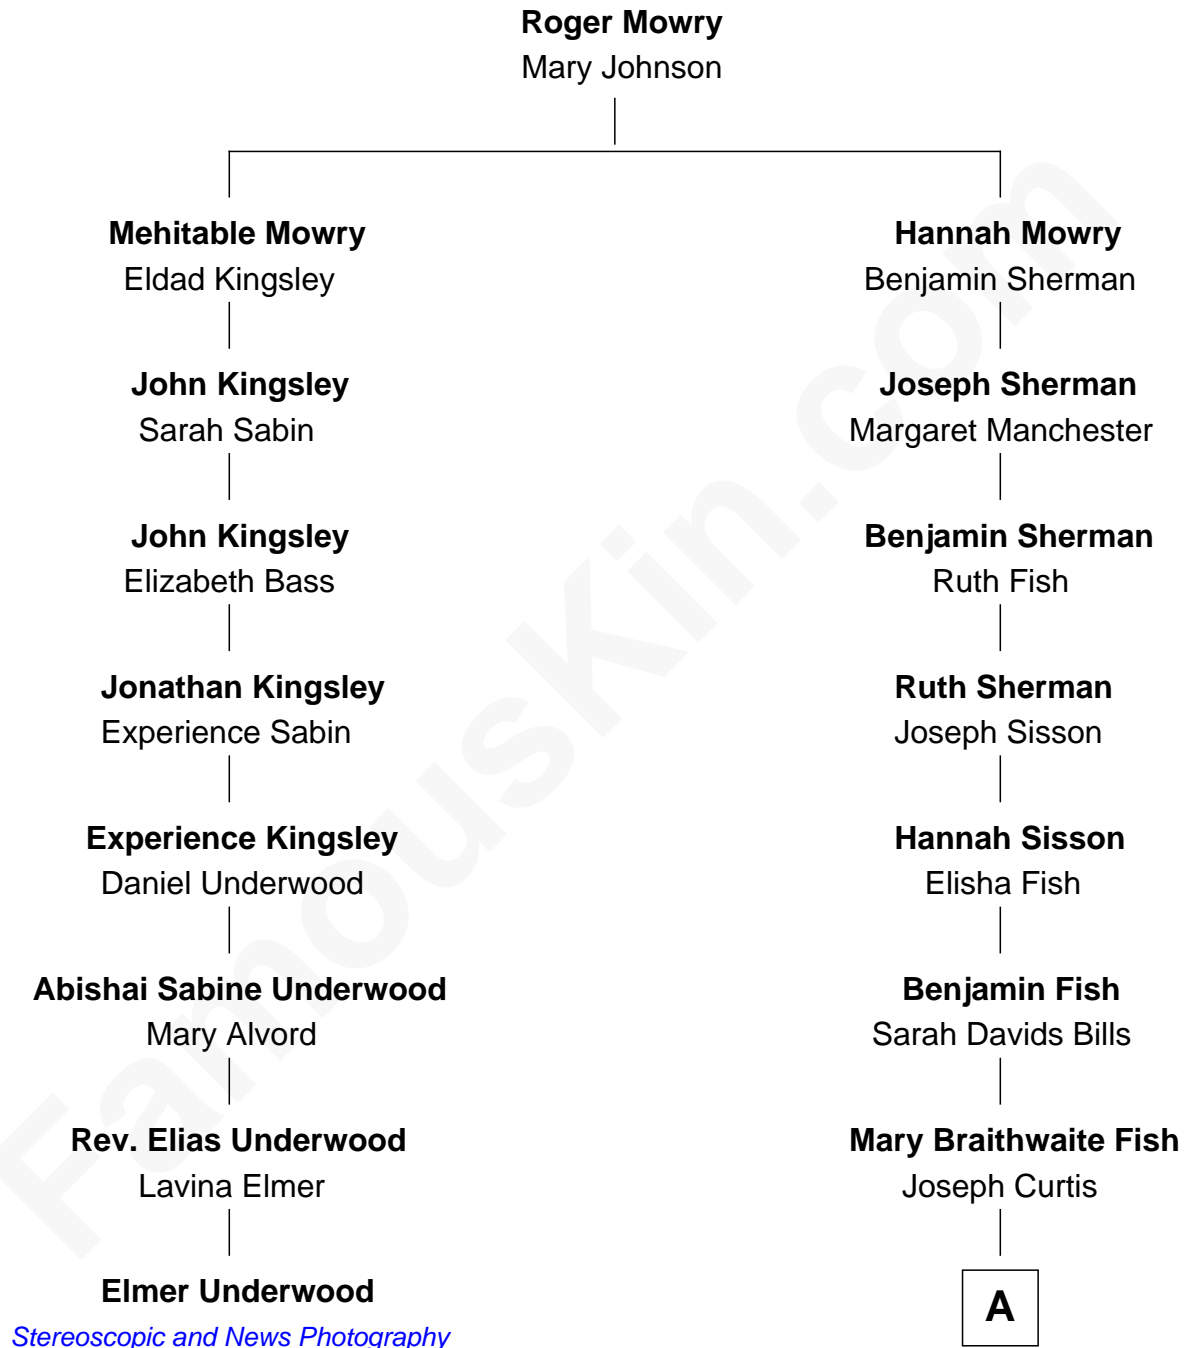 Roger Mowry
Mary Johnson
Mehitable Mowry
Eldad Kingsley
Hannah Mowry
Benjamin Sherman
John Kingsley
Sarah Sabin
Joseph Sherman
Margaret Manchester
John Kingsley
Elizabeth Bass
Benjamin Sherman
Ruth Fish
Jonathan Kingsley
Experience Sabin
Ruth Sherman
Joseph Sisson
Experience Kingsley
Daniel Underwood
Hannah Sisson
Elisha Fish
Abishai Sabine Underwood
Mary Alvord
Benjamin Fish
Sarah Davids Bills
Rev. Elias Underwood
Lavina Elmer
Mary Braithwaite Fish
Joseph Curtis
Elmer Underwood
Stereoscopic and News Photography
A
FamousKin.com